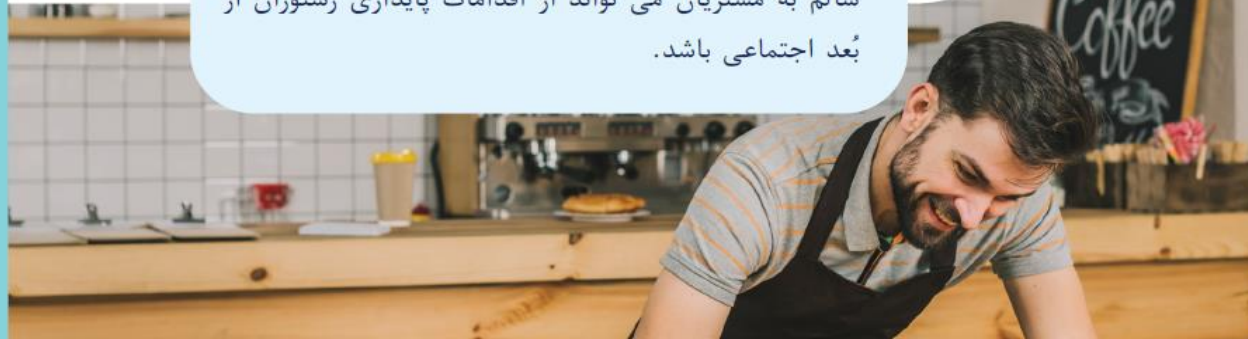 سالم به مشتریان می تواند از اقدامات پایداری رستوران از
بُعد اجتماعی باشد.
Coffee